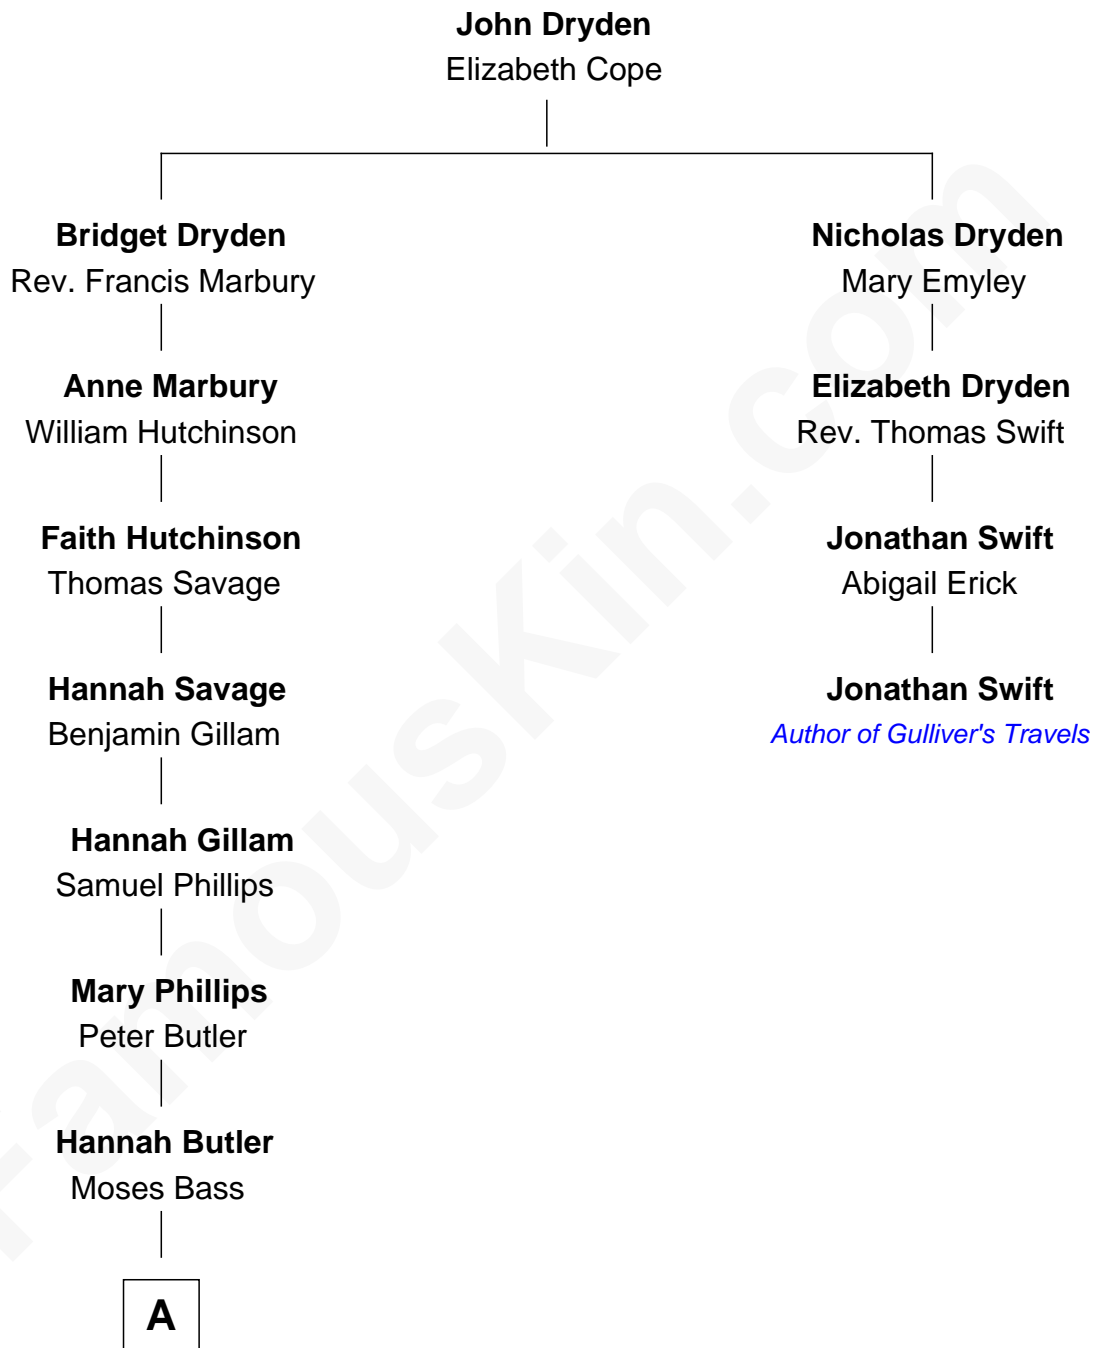 John Dryden
Elizabeth Cope
Bridget Dryden
Rev. Francis Marbury
Nicholas Dryden
Mary Emyley
Anne Marbury
William Hutchinson
Elizabeth Dryden
Rev. Thomas Swift
Faith Hutchinson
Thomas Savage
Jonathan Swift
Abigail Erick
Hannah Savage
Benjamin Gillam
Jonathan Swift
Author of Gulliver's Travels
Hannah Gillam
Samuel Phillips
Mary Phillips
Peter Butler
Hannah Butler
Moses Bass
A
FamousKin.com